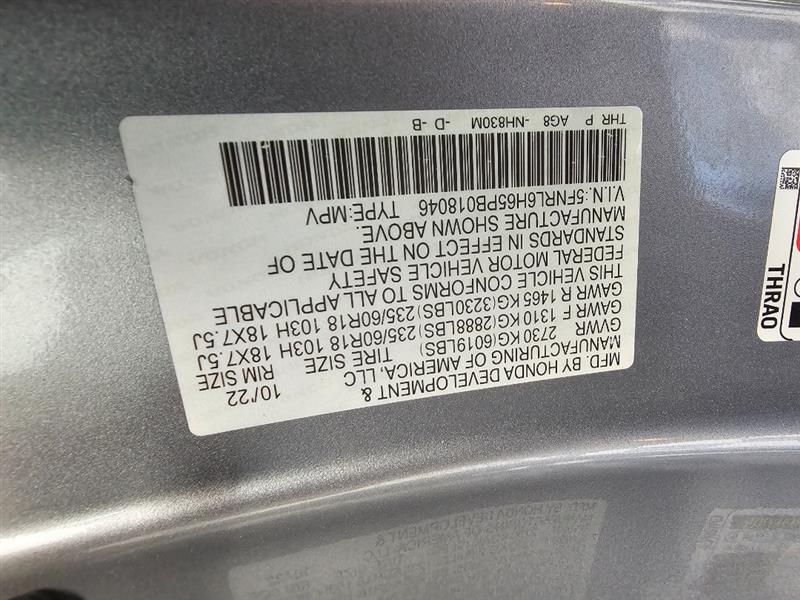 MFD. BY HONDA DEVELOPMENT &
MANUFACTURING OF AMERICA, LLC 10/'22
GVWR 2730 KG(6019LBS) TIRE SIZE RIM SIZE
GAWR F 1310 KG(2888LBS) 235/60R18 103H 18X7.5J
GAWR R 1465 KG(3230LBS) 235/60R18 103H 18X7.5J
THIS VEHICLE CONFORMS TO ALL APPLICABLE
FEDERAL MOTOR VEHICLE SAFETY
STANDARDS IN EFFECT ON THE DATE OF
MANUFACTURE SHOWN ABOVE.
V.I.N.:5FNRL6H65PB018046 TYPE:MPV
THR P AG8 -NH830M -D -B
THRA0